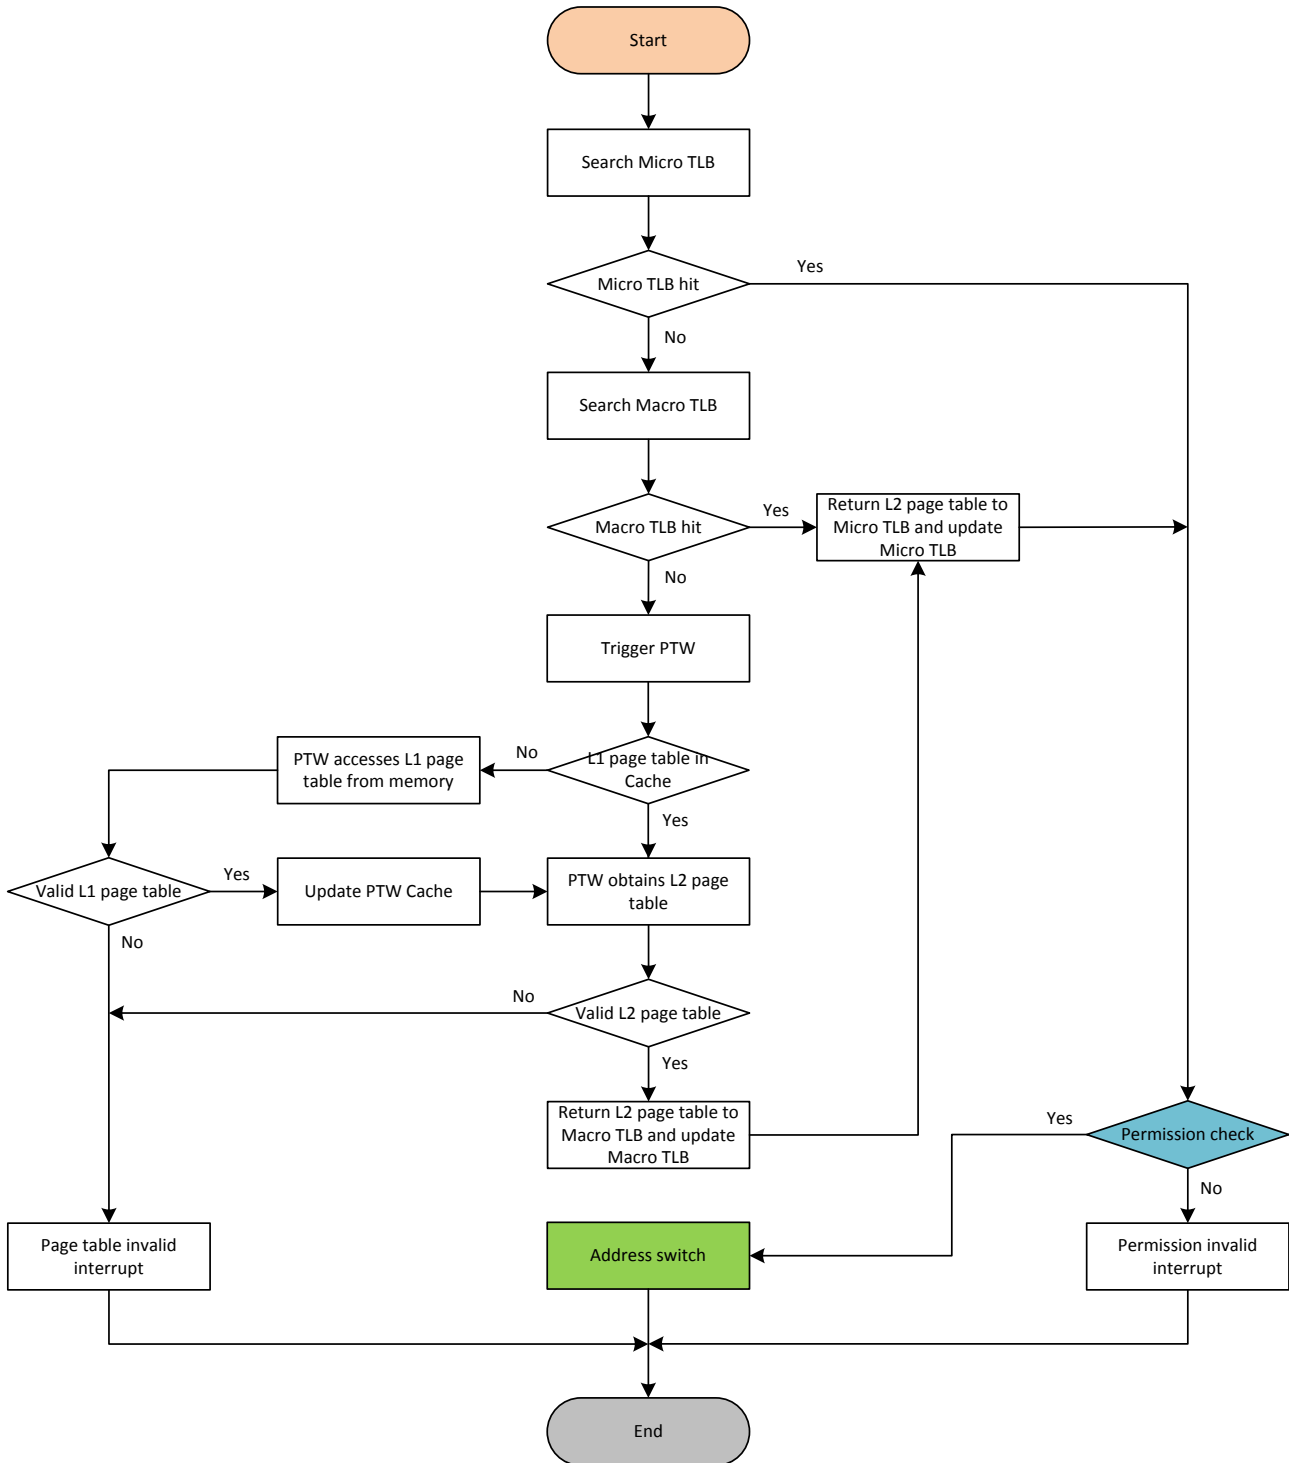 Start
Search Micro TLB
Micro TLB hit
Yes
No
Search Macro TLB
Macro TLB hit
Yes
Return L2 page table to
Micro TLB and update
Micro TLB
No
Trigger PTW
PTW accesses L1 page
table from memory
No
L1 page table in
Cache
Yes
Valid L1 page table
Yes
Update PTW Cache
PTW obtains L2 page
table
No
No
Valid L2 page table
Yes
Return L2 page table to
Macro TLB and update
Macro TLB
Yes
Permission check
No
Page table invalid
interrupt
Address switch
Permission invalid
interrupt
End